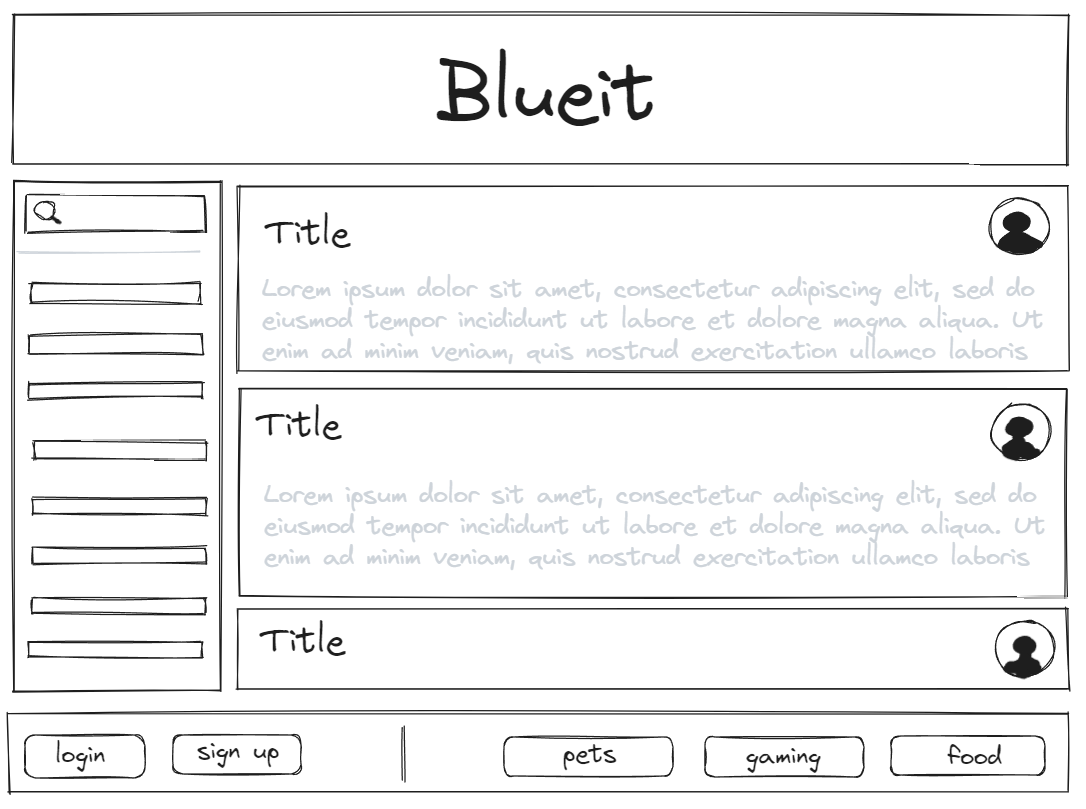 Blueit
Title
Lorem ipsum dolor sit amet, consectetur adipiscing elit, sed do
eiusmod tempor incididunt ut labore et dolore magna aliqua. Ut
enim ad minim veniam, quis nostrud exercitation ullamco laboris
Title
Lorem ipsum dolor sit amet, consectetur adipiscing elit, sed do
eiusmod tempor incididunt ut labore et dolore magna aliqua. Ut
enim ad minim veniam, quis nostrud exercitation ullamco laboris
Title
login
sign up
pets
gaming
food